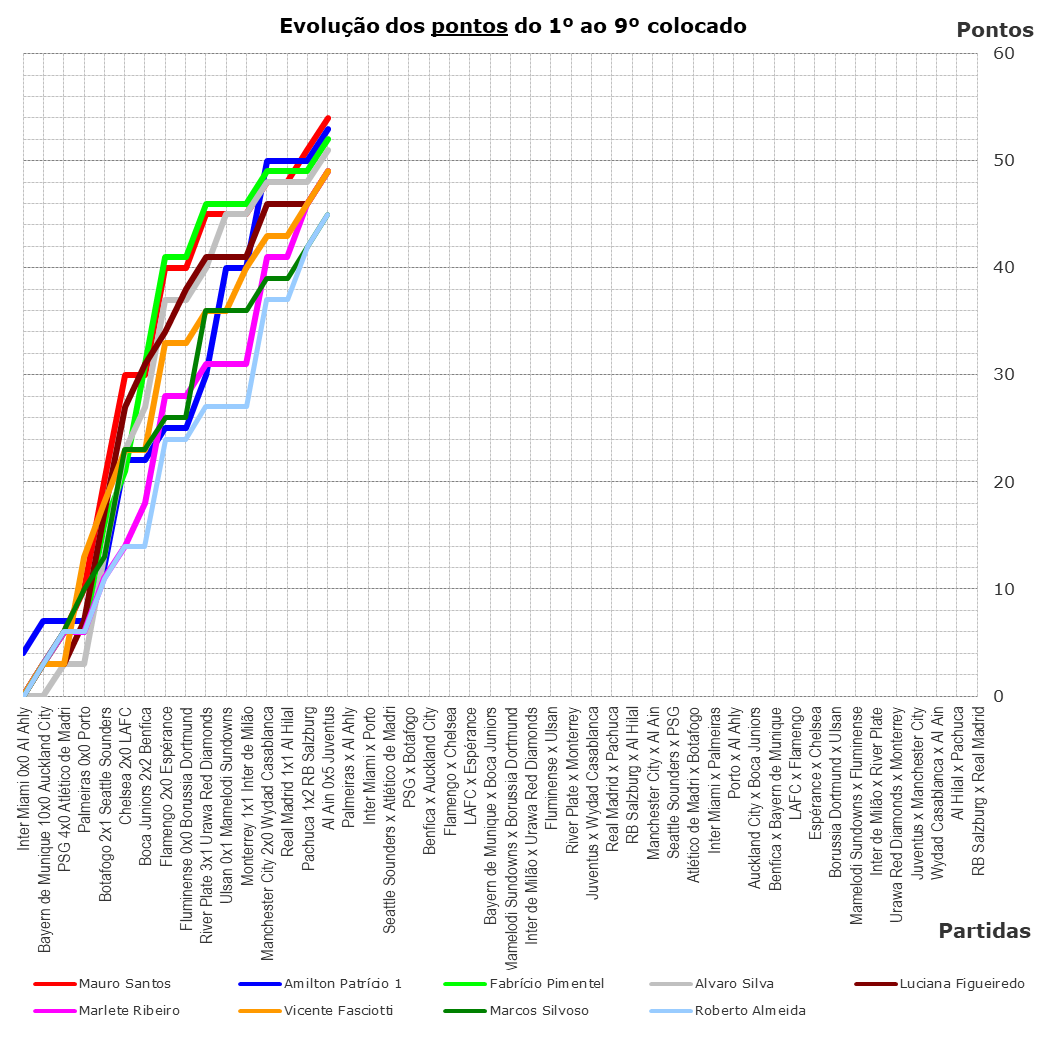 Evolução dos pontos do 1º ao 9º colocado
Pontos
60
50
40
30
20
10
0
Inter Miami 0x0 Al Ahly
Bayern de Munique 10x0 Auckland City
PSG 4x0 Atlético de Madri
Palmeiras 0x0 Porto
Botafogo 2x1 Seattle Sounders
Chelsea 2x0 LAFC
Boca Juniors 2x2 Benfica
Flamengo 2x0 Espérance
Fluminense 0x0 Borussia Dortmund
River Plate 3x1 Urawa Red Diamonds
Ulsan 0x1 Mamelodi Sundowns
Monterrey 1x1 Inter de Milão
Manchester City 2x0 Wydad Casablanca
Real Madrid 1x1 Al Hilal
Pachuca 1x2 RB Salzburg
Al Ain 0x5 Juventus
Palmeiras x Al Ahly
Inter Miami x Porto
Seattle Sounders x Atlético de Madri
PSG x Botafogo
Benfica x Auckland City
Flamengo x Chelsea
LAFC x Espérance
Bayern de Munique x Boca Juniors
Mamelodi Sundowns x Borussia Dortmund
Inter de Milão x Urawa Red Diamonds
Fluminense x Ulsan
River Plate x Monterrey
Juventus x Wydad Casablanca
Real Madrid x Pachuca
RB Salzburg x Al Hilal
Manchester City x Al Ain
Seattle Sounders x PSG
Atlético de Madri x Botafogo
Inter Miami x Palmeiras
Porto x Al Ahly
Auckland City x Boca Juniors
Benfica x Bayern de Munique
LAFC x Flamengo
Espérance x Chelsea
Borussia Dortmund x Ulsan
Mamelodi Sundowns x Fluminense
Inter de Milão x River Plate
Urawa Red Diamonds x Monterrey
Juventus x Manchester City
Wydad Casablanca x Al Ain
Al Hilal x Pachuca
RB Salzburg x Real Madrid
Partidas
Mauro Santos
Amilton Patrício 1
Fabrício Pimentel
Alvaro Silva
Luciana Figueiredo
Marlete Ribeiro
Vicente Fasciotti
Marcos Silvoso
Roberto Almeida